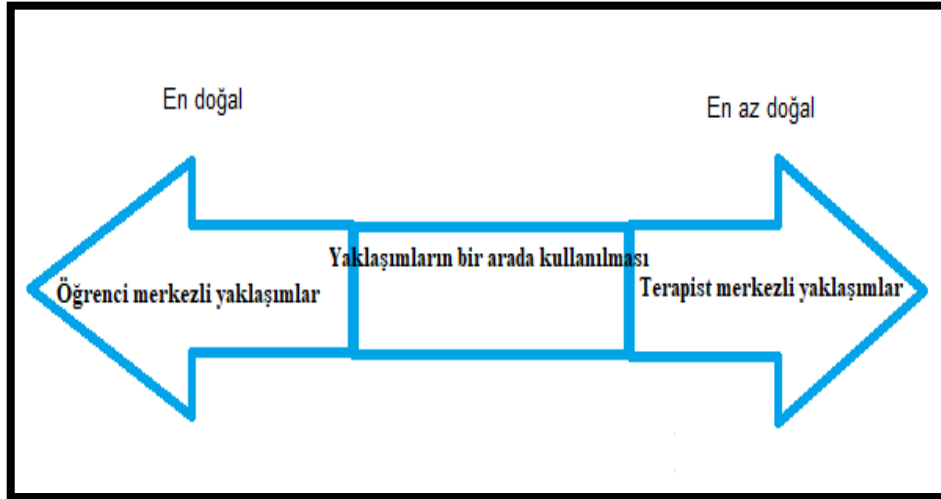 En doğal
En az doğal
Yaklaşımların bir arada kullanılması
Öğrenci merkezli yaklaşımlar
Terapist merkezli yaklaşımlar